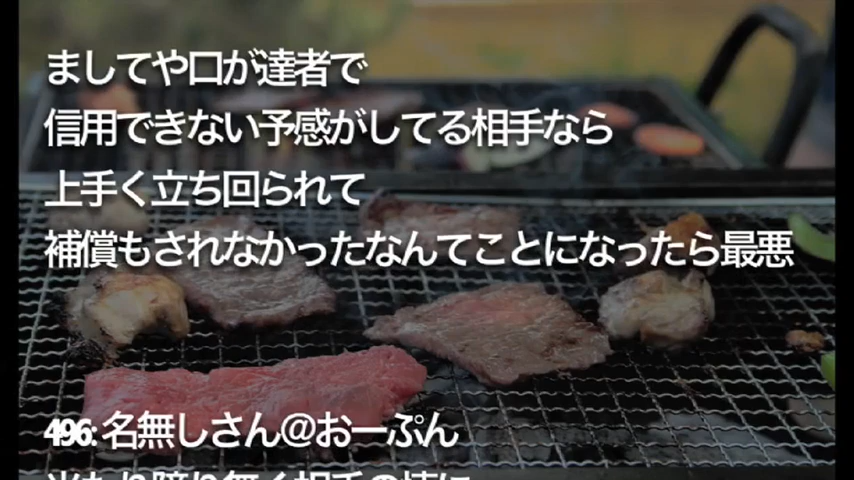 ましてや口が達者で
信用できない予感がしてる相手なら
上手く立ち回られて
補償もされなかったなんてことになったら最悪
496: 名無しさん＠おーぷん